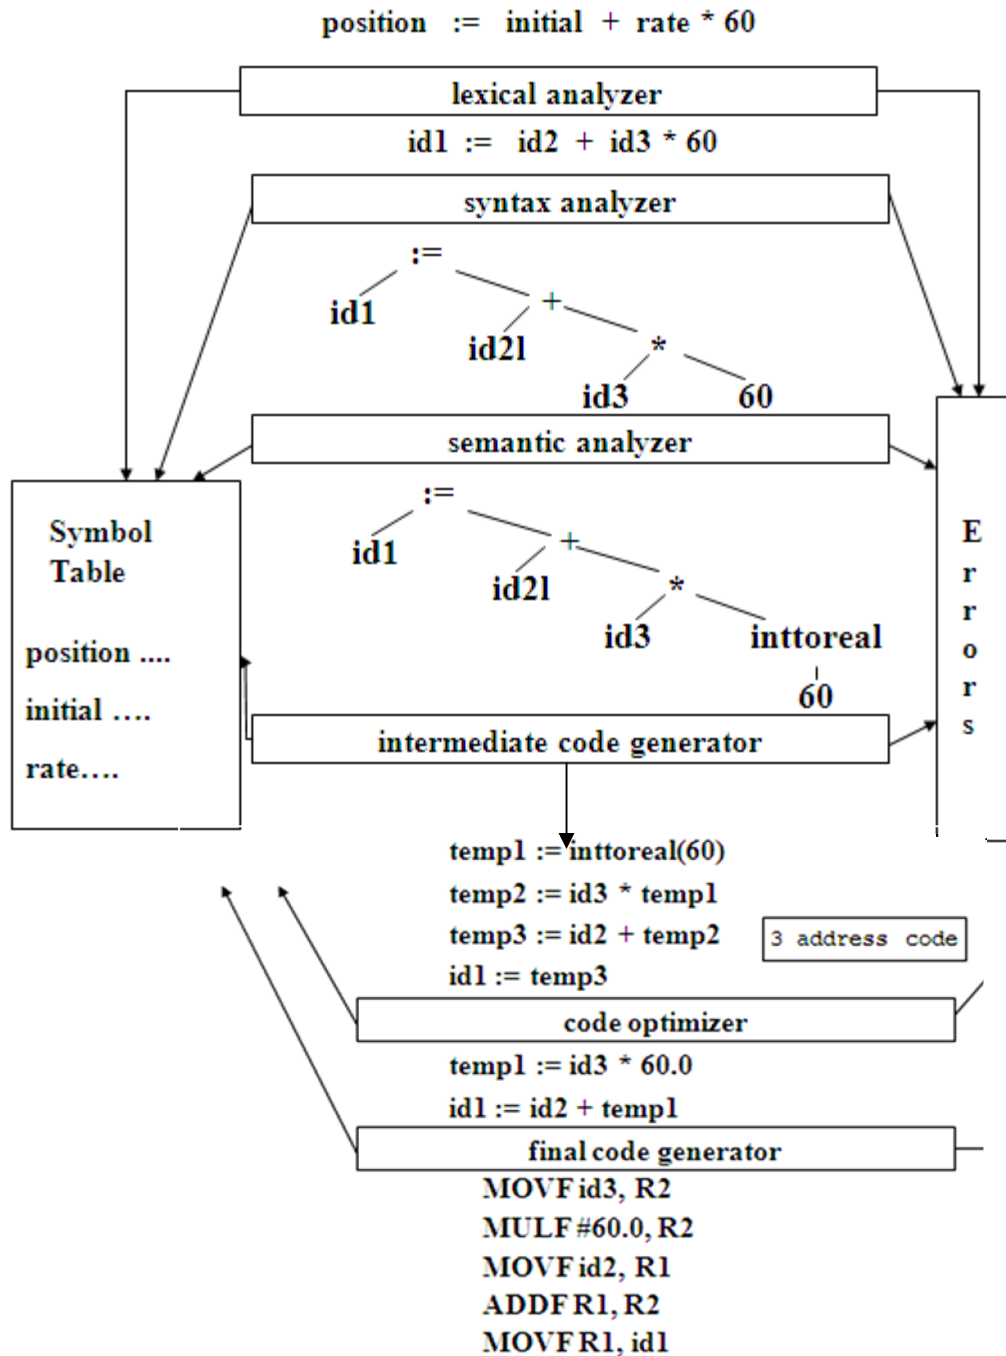 position := initial + rate * 60
lexical analyzer
id1 := id2 + id3 * 60
syntax analyzer
:=
id1
+
id2l
*
id3 60
semantic analyzer
:=
id1
+
id2l
*
id3 inttoreal
60
Symbol
Table
position ....
initial ....
rate....
Errors
intermediate code generator
temp1 := inttoreal(60)
temp2 := id3 * temp1
temp3 := id2 + temp2
3 address code
id1 := temp3
code optimizer
temp1 := id3 * 60.0
id1 := id2 + temp1
final code generator
MOVF id3, R2
MULF #60.0, R2
MOVF id2, R1
ADDF R1, R2
MOVF R1, id1